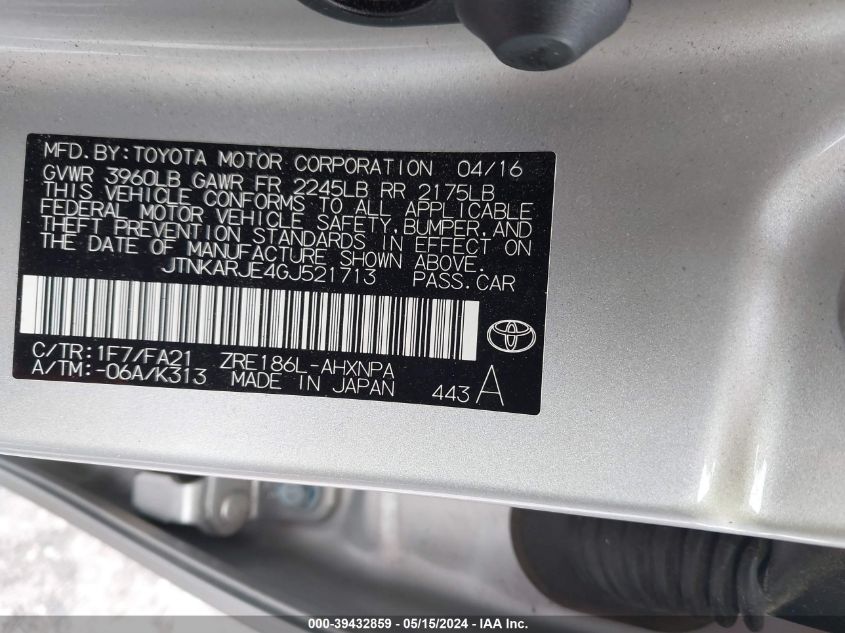 MFD. BY: TOYOTA MOTOR CORPORATION 04/16
GVWR 3960LB GAWR FR 2245LB RR 2175LB
THIS VEHICLE CONFORMS TO ALL APPLICABLE
FEDERAL MOTOR VEHICLE SAFETY, BUMPER, AND
THEFT PREVENTION STANDARDS IN EFFECT ON
THE DATE OF MANUFACTURE SHOWN ABOVE.
JTNKARJE4GJ521713 PASS.CAR
C/TR:1F7/FA21 ZRE186L-AHXNPA
A/TM:-06A/K313 MADE IN JAPAN 443 A
000-39432859 - 05/15/2024 - IAA Inc.